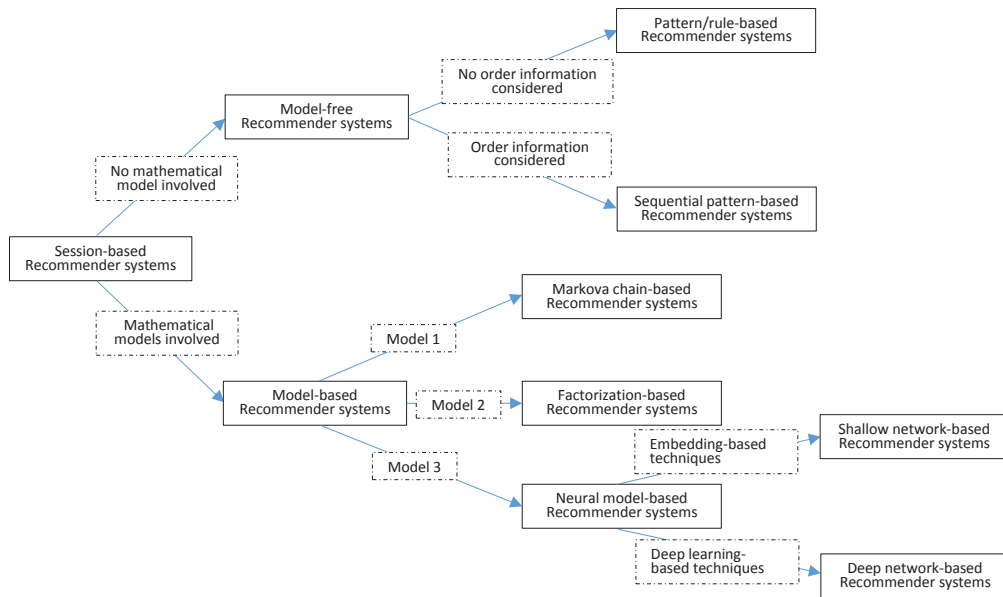 Pattern/rule-based
Recommender systems
No order information
considered
Model-free
Recommender systems
Order information
considered
No mathematical
model involved
Sequential pattern-based
Recommender systems
Session-based
Recommender systems
Markova chain-based
Recommender systems
Mathematical
models involved
Model 1
Model-based
Recommender systems
Model 2
Factorization-based
Recommender systems
Shallow network-based
Recommender systems
Embedding-based
techniques
Model 3
Neural model-based
Recommender systems
Deep learning-
based techniques
Deep network-based
Recommender systems